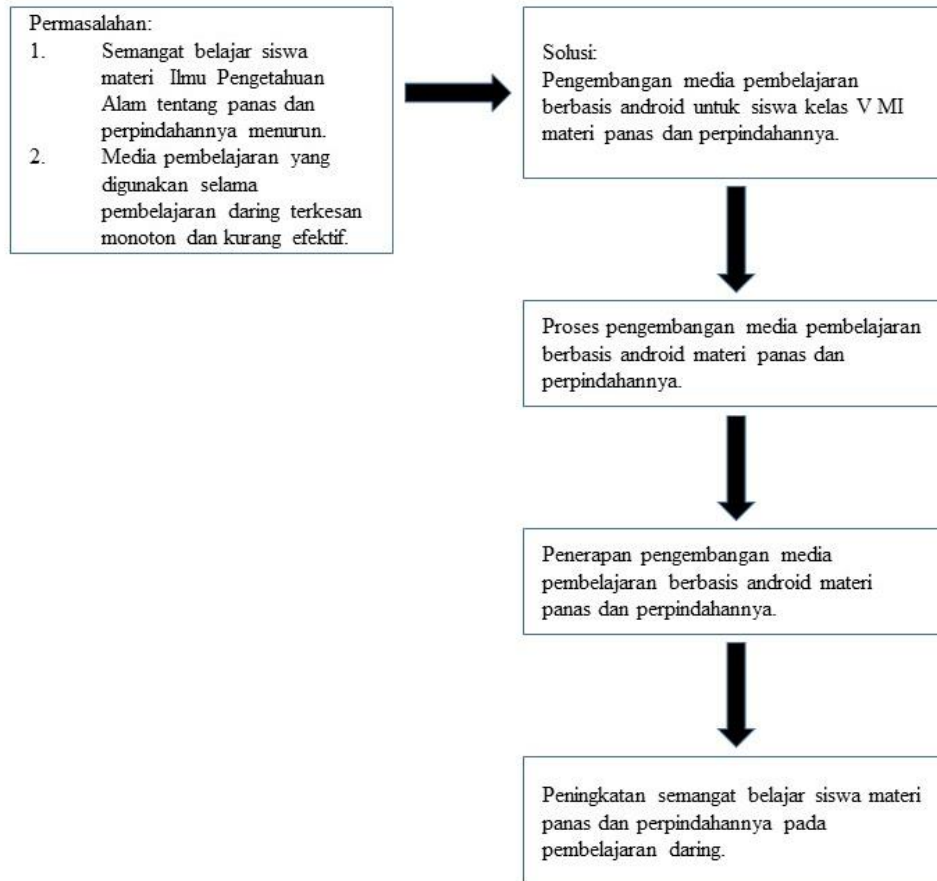 Permasalahan:
1. Semangat belajar siswa
materi Ilmu Pengetahuan
Alam tentang panas dan
perpindahannya menurun.
2. Media pembelajaran yang
digunakan selama
pembelajaran daring terkesan
monoton dan kurang efektif.
Solusi:
Pengembangan media pembelajaran
berbasis android untuk siswa kelas V MI
materi panas dan perpindahannya.
Proses pengembangan media pembelajaran
berbasis android materi panas dan
perpindahannya.
Penerapan pengembangan media
pembelajaran berbasis android materi
panas dan perpindahannya.
Peningkatan semangat belajar siswa materi
panas dan perpindahannya pada
pembelajaran daring.